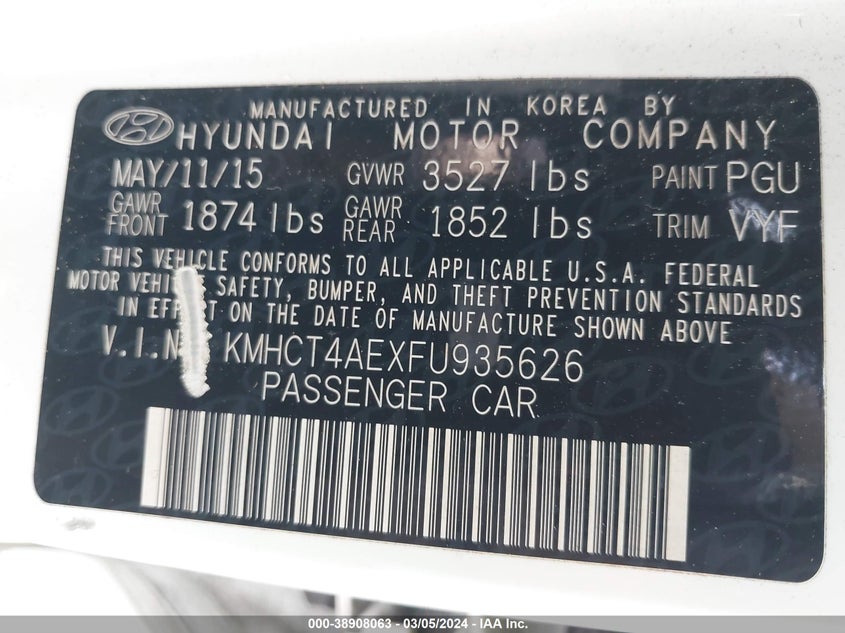 MANUFACTURED IN KOREA BY
HYUNDAI MOTOR COMPANY
MAY/11/15 GVWR 3527 lbs PAINT PGU
GAWR FRONT 1874 lbs GAWR REAR 1852 lbs TRIM VYF
THIS VEHICLE CONFORMS TO ALL APPLICABLE U.S.A. FEDERAL
MOTOR VEHICLE SAFETY, BUMPER, AND THEFT PREVENTION STANDARDS
IN EFFECT ON THE DATE OF MANUFACTURE SHOWN ABOVE
V.I.N KMHCT4AEXFU935626
PASSENGER CAR
000-38908063 - 03/05/2024 - IAA Inc.